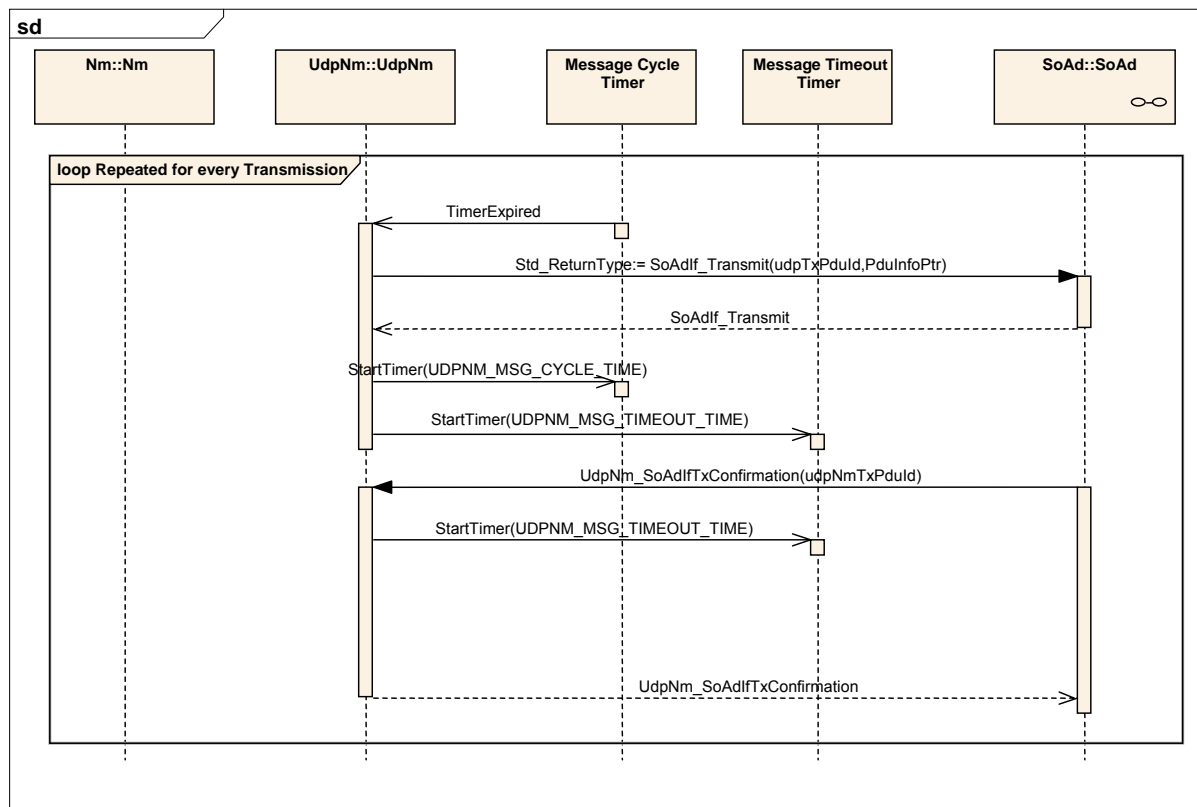 sd
Nm::Nm
UdpNm::UdpNm
Message Cycle
Timer
Message Timeout
Timer
SoAd::SoAd
loop Repeated for every Transmission
TimerExpired
Std_ReturnType:= SoAdIf_Transmit(udpTxPduId,PduInfoPtr)
SoAdIf_Transmit
StartTimer(UDPNM_MSG_CYCLE_TIME)
StartTimer(UDPNM_MSG_TIMEOUT_TIME)
UdpNm_SoAdIfTxConfirmation(udpNmTxPduId)
StartTimer(UDPNM_MSG_TIMEOUT_TIME)
UdpNm_SoAdIfTxConfirmation